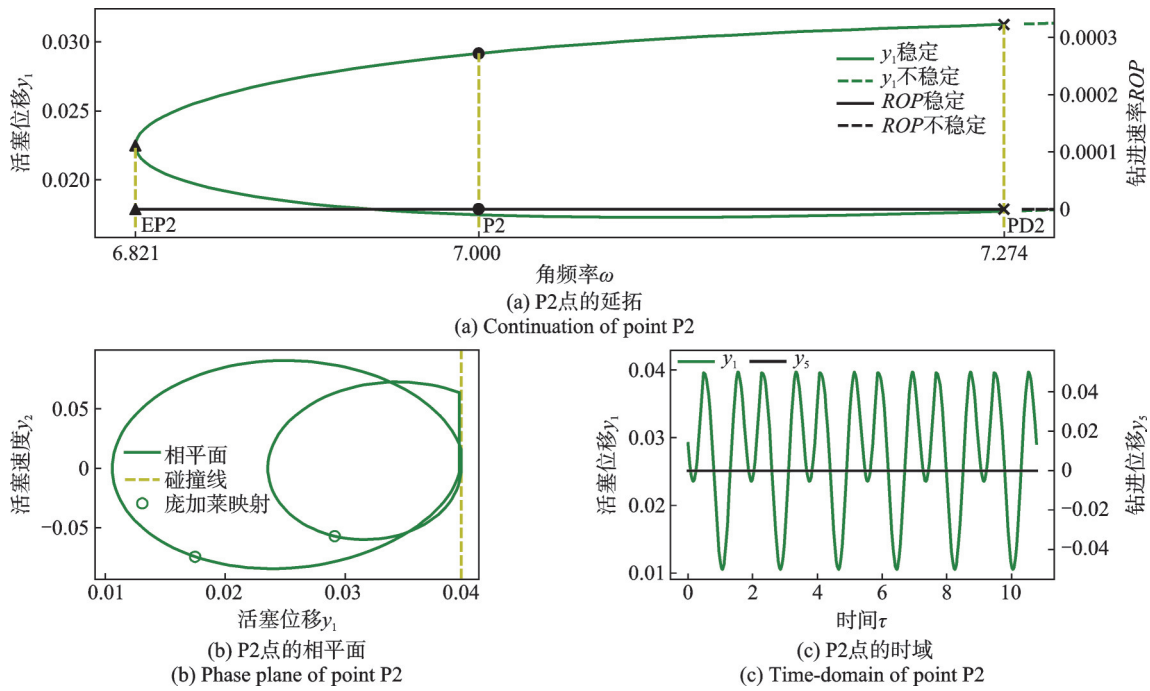 0.030
0.025
0.020
活塞位移y₁
0.0003
0.0002
0.0001
0
钻进速率ROP
y₁稳定
y₁不稳定
ROP稳定
ROP不稳定
EP2
P2
PD2
6.821
7.000
7.274
角频率ω
(a) P2点的延拓
(a) Continuation of point P2
活塞速度y₂
0.05
0
−0.05
相平面
碰撞线
庞加莱映射
0.01
0.02
0.03
0.04
活塞位移y₁
(b) P2点的相平面
(b) Phase plane of point P2
y₁
y₅
活塞位移y₁
0.04
0.03
0.02
0.01
0.04
0.02
0
−0.02
−0.04
钻进位移y₅
0
2
4
6
8
10
时间τ
(c) P2点的时域
(c) Time-domain of point P2